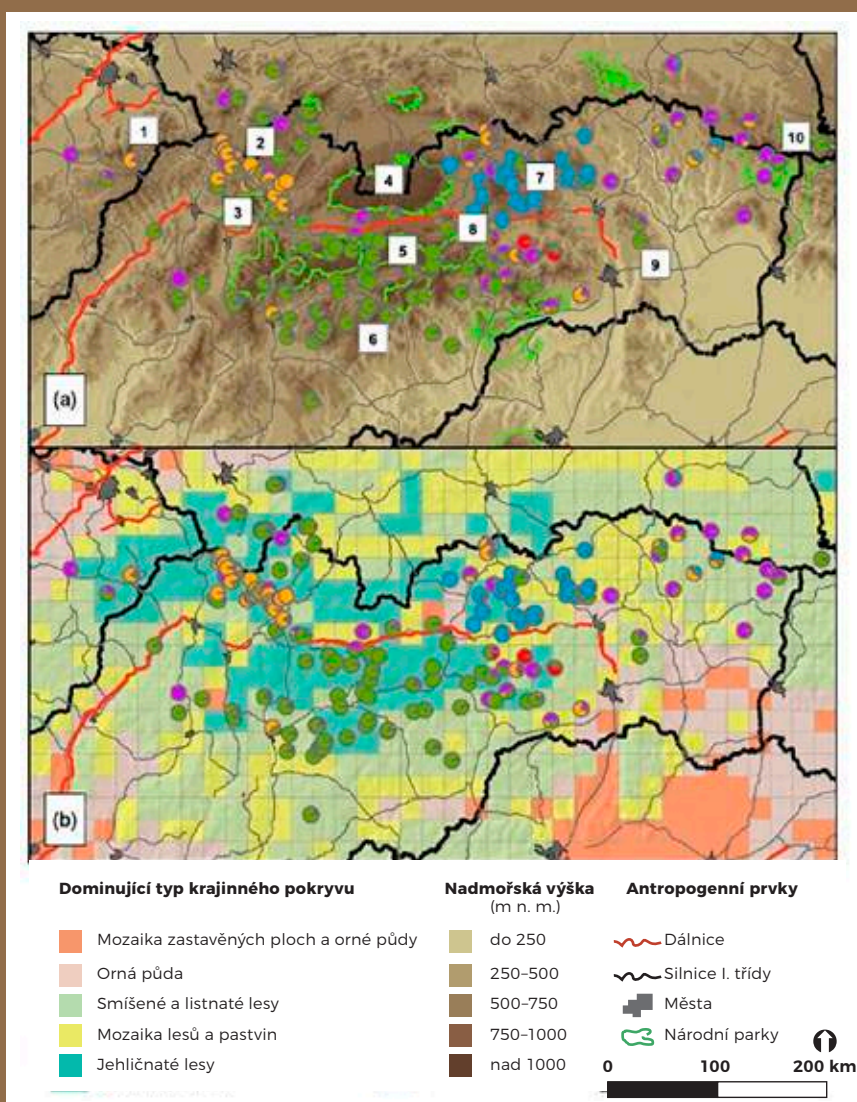 1
2
10
4
7
3
8
5
9
6
(a)
(b)
Dominující typ krajinného pokryvu
Mozaika zastavěných ploch a orné půdy
Orná půda
Smíšené a listnaté lesy
Mozaika lesů a pastvin
Jehličnaté lesy
Nadmořská výška
(m n. m.)
do 250
250–500
500–750
750–1000
nad 1000
Antropogenní prvky
Dálnice
Silnice I. třídy
Města
Národní parky
0 100 200 km